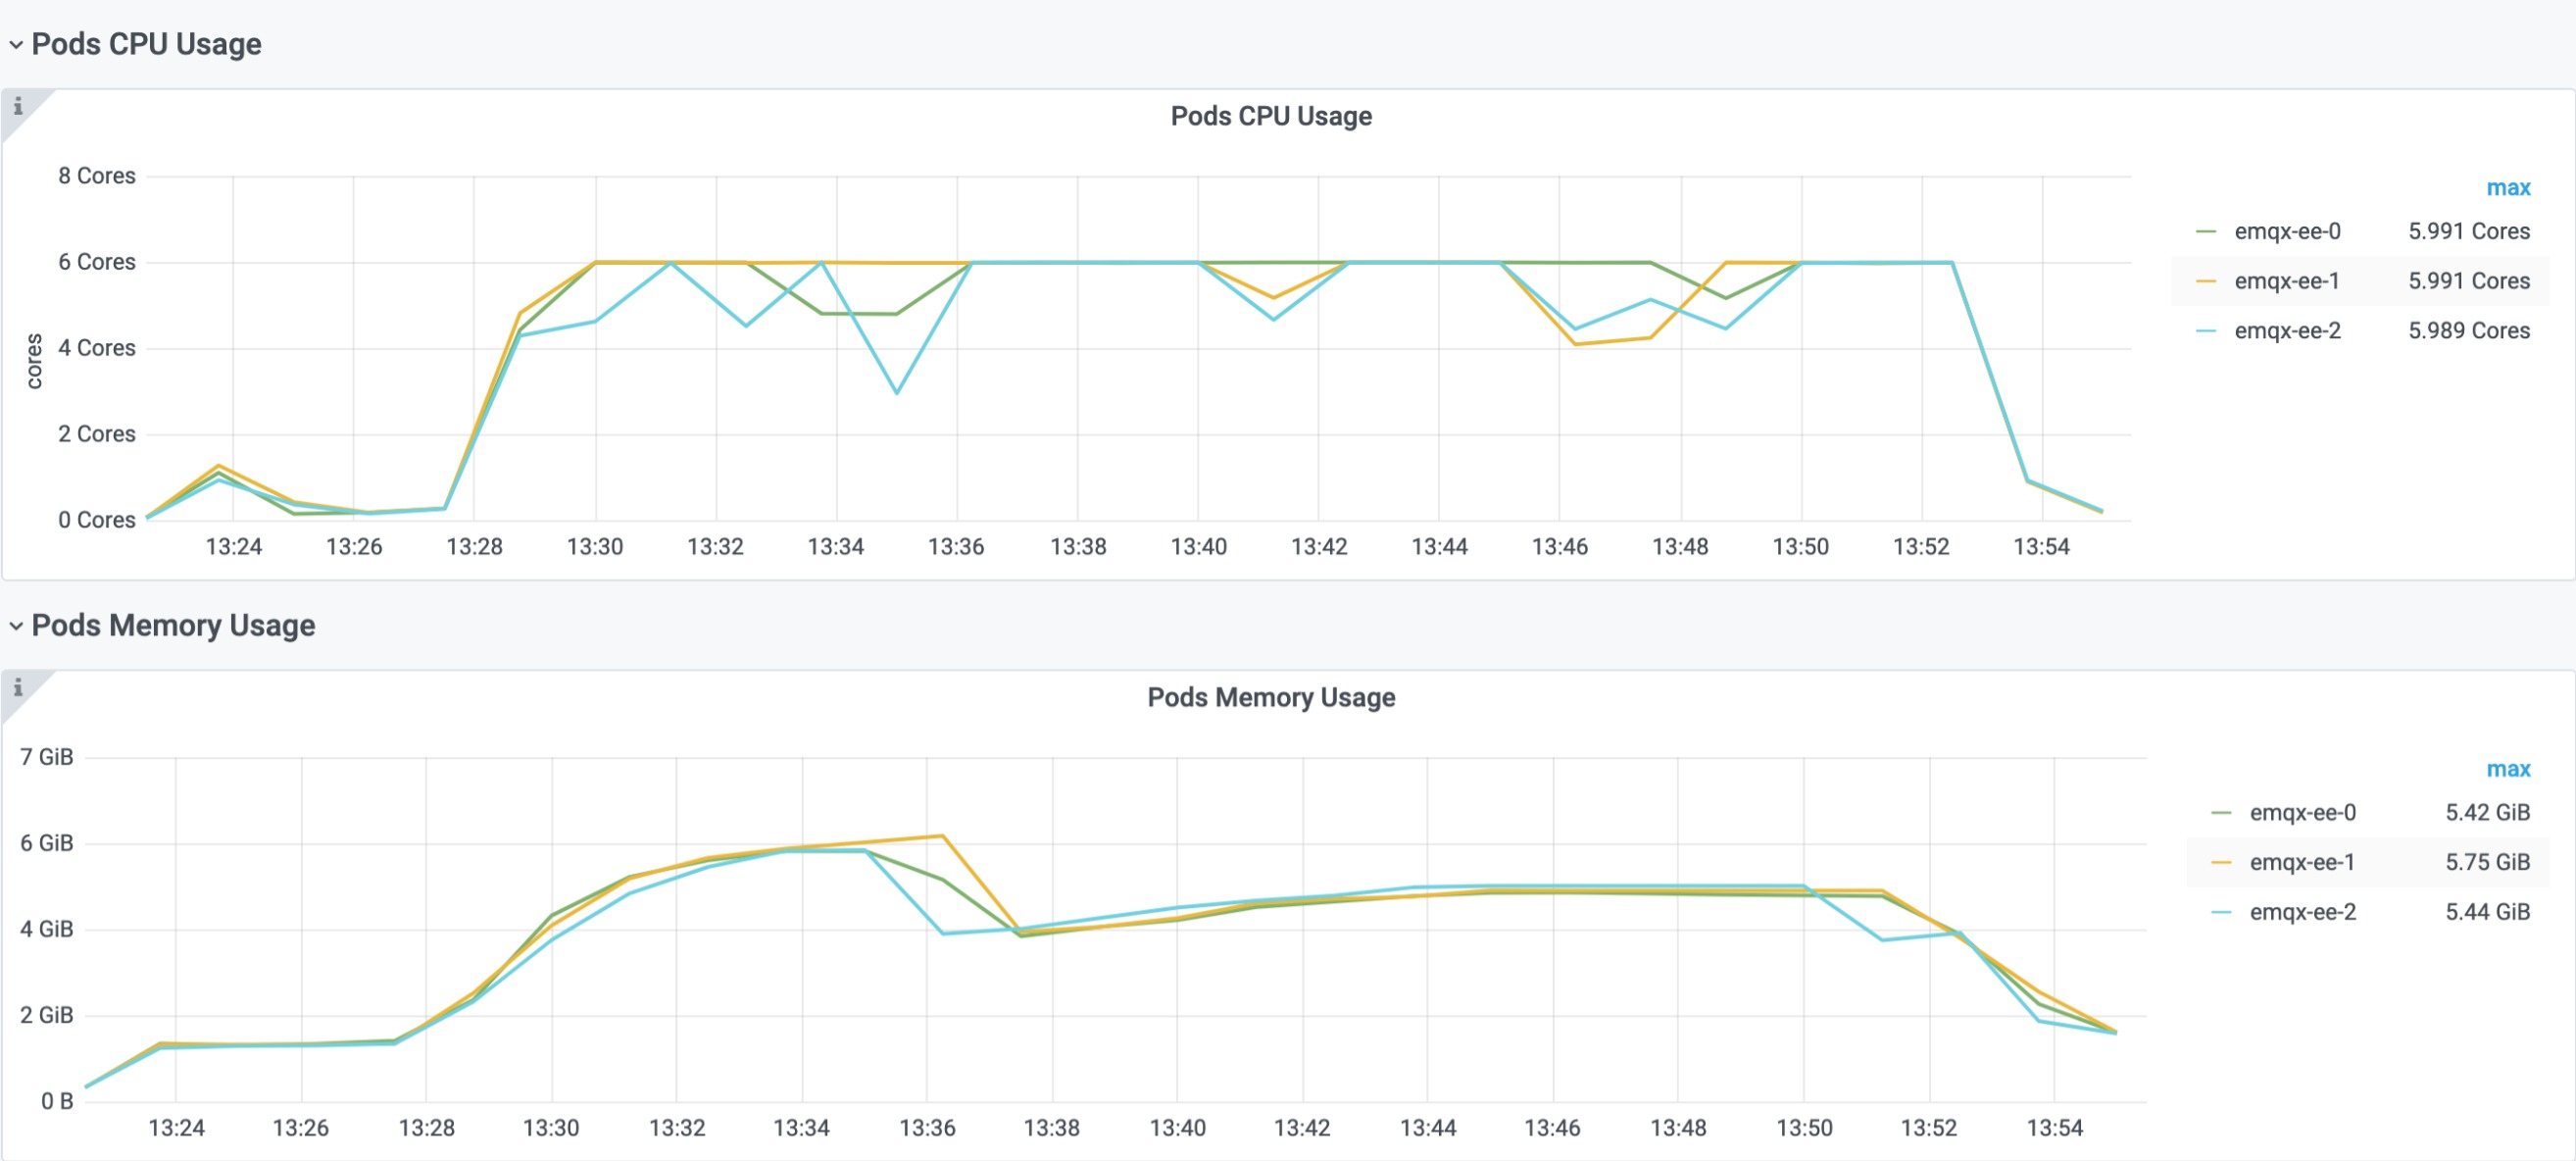 Pods CPU Usage
i
Pods CPU Usage
8 Cores
6 Cores
4 Cores
2 Cores
0 Cores
cores
13:24 13:26 13:28 13:30 13:32 13:34 13:36 13:38 13:40 13:42 13:44 13:46 13:48 13:50 13:52 13:54
max
emqx-ee-0 5.991 Cores
emqx-ee-1 5.991 Cores
emqx-ee-2 5.989 Cores
Pods Memory Usage
i
Pods Memory Usage
7 GiB
6 GiB
4 GiB
2 GiB
0 B
13:24 13:26 13:28 13:30 13:32 13:34 13:36 13:38 13:40 13:42 13:44 13:46 13:48 13:50 13:52 13:54
max
emqx-ee-0 5.42 GiB
emqx-ee-1 5.75 GiB
emqx-ee-2 5.44 GiB